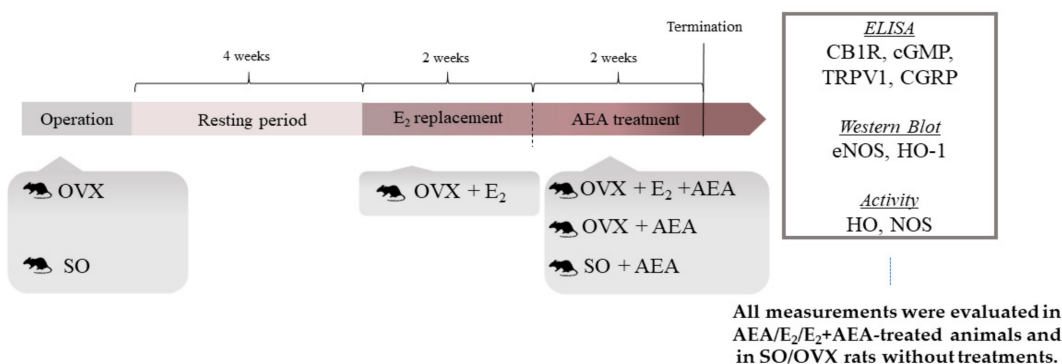 Termination
4 weeks
2 weeks
2 weeks
Operation
Resting period
E₂ replacement
AEA treatment
OVX
SO
OVX + E₂
OVX + E₂ +AEA
OVX + AEA
SO + AEA
ELISA
CB1R, cGMP,
TRPV1, CGRP
Western Blot
eNOS, HO-1
Activity
HO, NOS
All measurements were evaluated in
AEA/E₂/E₂+AEA-treated animals and
in SO/OVX rats without treatments.